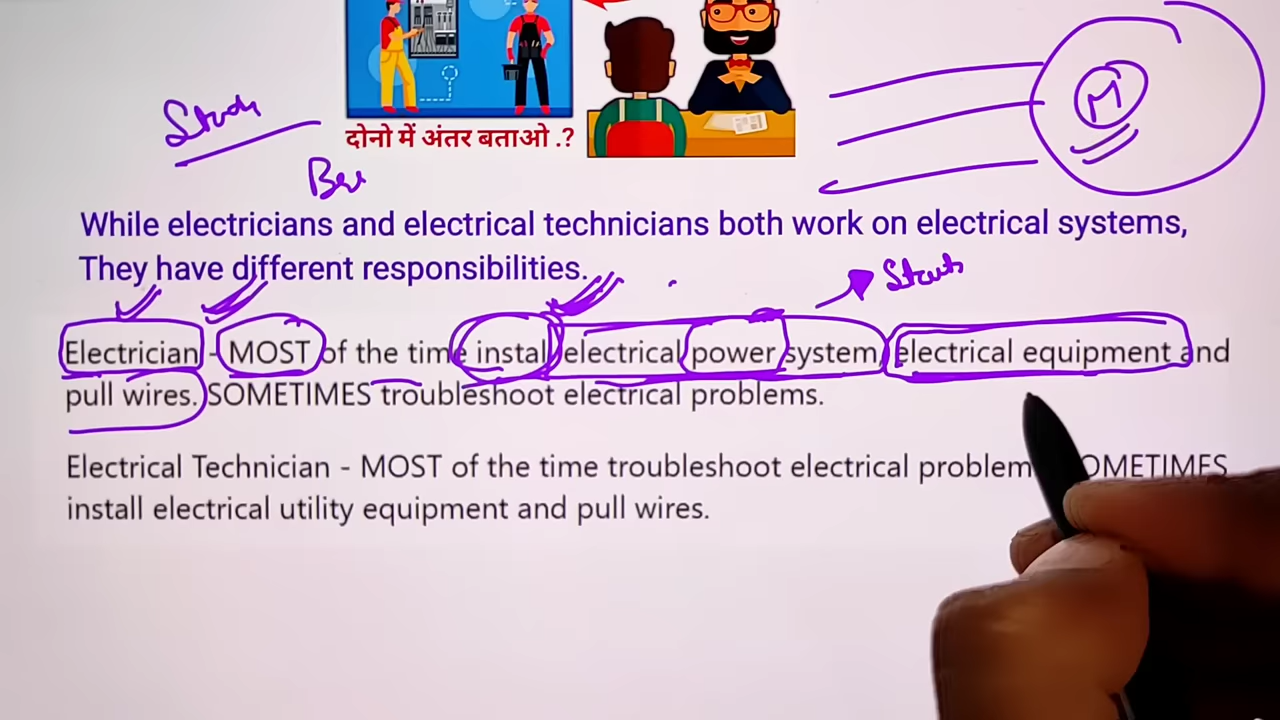 M
Study
दोनो में अंतर बताओ .?
While electricians and electrical technicians both work on electrical systems,
They have different responsibilities.
Electrician - MOST of the time install electrical power system, electrical equipment and
pull wires. SOMETIMES troubleshoot electrical problems.
Electrical Technician - MOST of the time troubleshoot electrical problem SOMETIMES
install electrical utility equipment and pull wires.